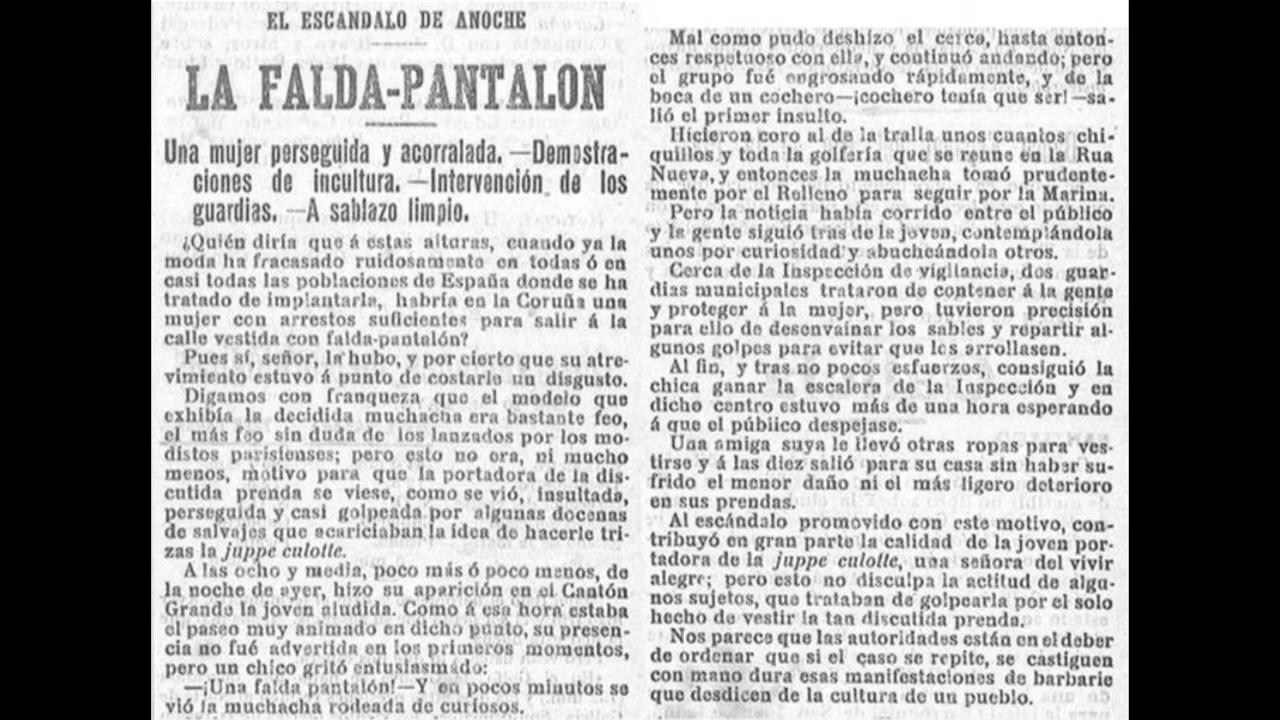 EL ESCANDALO DE ANOCHE
LA FALDA-PANTALON
Una mujer perseguida y acorralada. —Demostra-
ciones de incultura. —Intervención de los
guardias. —A sablazo limpio.
¿Quién diría que á estas alturas, cuando ya la
moda ha fracasado ruidosamente en todas ó en
casi todas las poblaciones de España donde se ha
tratado de implantarla, habría en la Coruña una
mujer con arrestos suficientes para salir á la
calle vestida con falda-pantalón?
Pues sí, señor, la hubo, y por cierto que su atre-
vimiento estuvo á punto de costarle un disgusto.
Digamos con franqueza que el modelo que
exhibía la decidida muchacha era bastante feo,
el más feo sin duda de los lanzados por los mo-
distos parisienses; pero esto no era, ni mucho
menos, motivo para que la portadora de la dis-
cutida prenda se viese, como se vió, insultada,
perseguida y casi golpeada por algunas docenas
de salvajes que acariciaban la idea de hacerle tri-
zas la juppe culotte.
A las ocho y media, poco más ó poco menos, de
la noche de ayer, hizo su aparición en el Cantón
Grande la joven aludida. Como á esa hora estaba
el paseo muy animado en dicho punto, su presen-
cia no fué advertida en los primeros momentos,
pero un chico gritó entusiasmado:
—¡Una falda pantalón!—Y en pocos minutos se
vió la muchacha rodeada de curiosos.
Mal como pudo deshizo el cerco, hasta enton-
ces respetuoso con ella, y continuó andando; pero
el grupo fué engrosando rápidamente, y de la
boca de un cochero—¡cochero tenía que ser!—sa-
lió el primer insulto.
Hicieron coro al de la tralla unos cuantos chi-
quillos y toda la golfería que se reune en la Rua
Nueva, y entonces la muchacha tomó prudente-
mente por el Relleno para seguir por la Marina.
Pero la noticia había corrido entre el público
y la gente siguió tras de la joven, contemplándola
unos por curiosidad y abucheándola otros.
Cerca de la Inspección de vigilancia, dos guar-
dias municipales trataron de contener á la gente
y proteger á la mujer, pero tuvieron precisión
para ello de desenvainar los sables y repartir al-
gunos golpes para evitar que les arrollasen.
Al fin, y tras no pocos esfuerzos, consiguió la
chica ganar la escalera de la Inspección y en
dicho centro estuvo más de una hora esperando
á que el público despejase.
Una amiga suya le llevó otras ropas para ves-
tirse y á las diez salió para su casa sin haber su-
frido el menor daño ni el más ligero deterioro
en sus prendas.
Al escándalo promovido con este motivo, con-
tribuyó en gran parte la calidad de la joven por-
tadora de la juppe culotte, una señora del vivir
alegre; pero esto no disculpa la actitud de algu-
nos sujetos, que trataban de golpearla por el solo
hecho de vestir la tan discutida prenda.
Nos parece que las autoridades están en el deber
de ordenar que si el caso se repite, se castiguen
con mano dura esas manifestaciones de barbarie
que desdicen de la cultura de un pueblo.